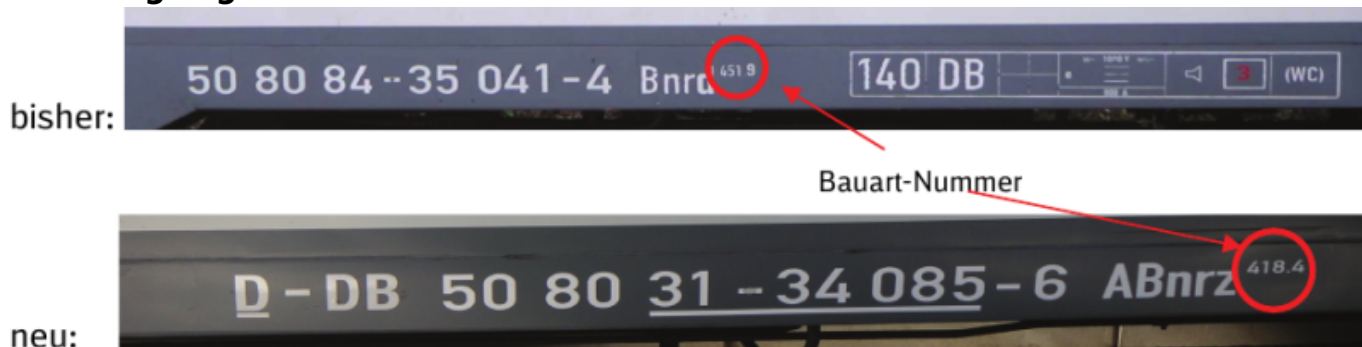 50 80 84-35 041-4 Bnrd 451.9 140 DB 3 (WC)
bisher:
Bauart-Nummer
D-DB 50 80 31-34 085-6 ABnrz 418.4
neu: